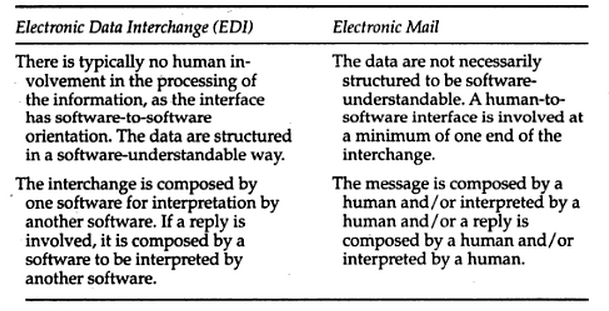 Electronic Data Interchange (EDI)
Electronic Mail
There is typically no human in-
volvement in the processing of
the information, as the interface
has software-to-software
orientation. The data are structured
in a software-understandable way.
The data are not necessarily
structured to be software-
understandable. A human-to-
software interface is involved at
a minimum of one end of the
interchange.
The interchange is composed by
one software for interpretation by
another software. If a reply is
involved, it is composed by a
software to be interpreted by
another software.
The message is composed by a
human and/or interpreted by a
human and/or a reply is
composed by a human and/or
interpreted by a human.